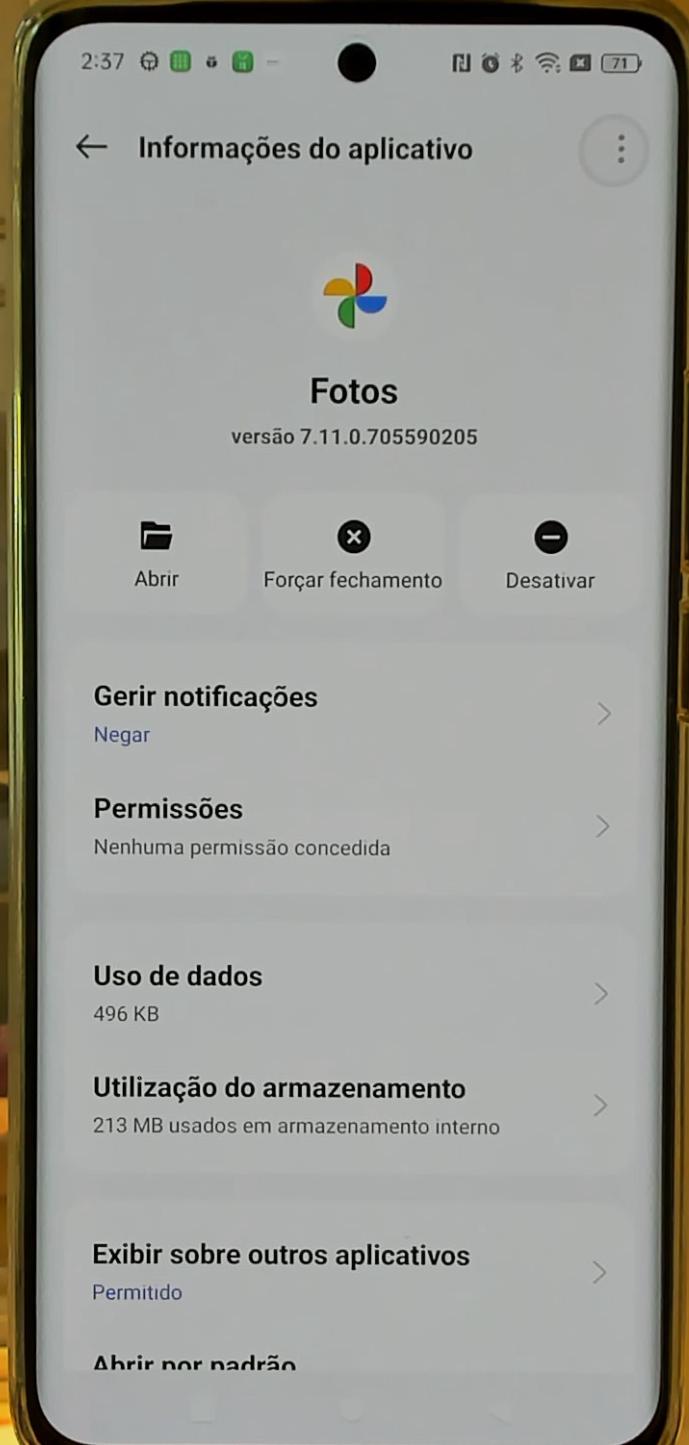 2:37
71
Informações do aplicativo
Fotos
versão 7.11.0.705590205
Abrir
Forçar fechamento
Desativar
Gerir notificações
Negar
Permissões
Nenhuma permissão concedida
Uso de dados
496 KB
Utilização do armazenamento
213 MB usados em armazenamento interno
Exibir sobre outros aplicativos
Permitido
Abrir por padrão